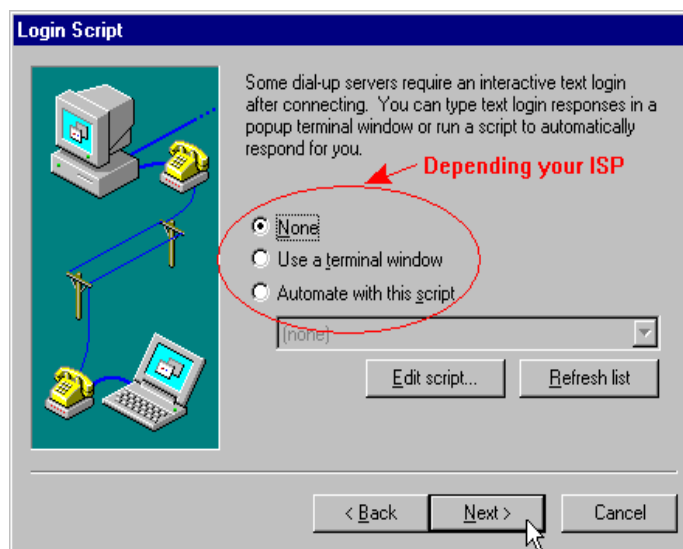 Login Script
Some dial-up servers require an interactive text login
after connecting. You can type text login responses in a
popup terminal window or run a script to automatically
respond for you.
Depending your ISP
None
Use a terminal window
Automate with this script
(none)
Edit script...
Refresh list
< Back
Next >
Cancel